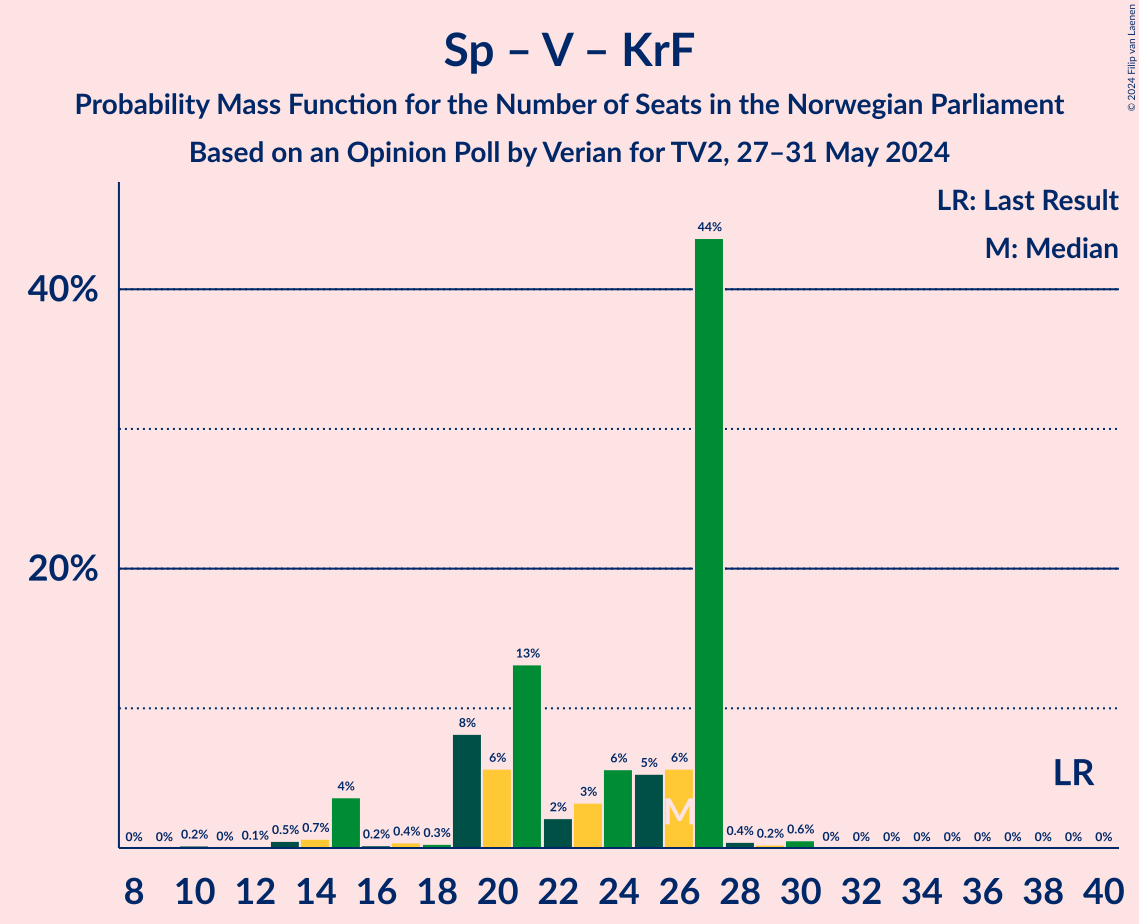 Sp – V – KrF
Probability Mass Function for the Number of Seats in the Norwegian Parliament
Based on an Opinion Poll by Verian for TV2, 27–31 May 2024
© 2024 Filip van Laenen
LR: Last Result
M: Median
40%
20%
0% 0% 0.2% 0% 0.1% 0.5% 0.7% 4% 0.2% 0.4% 0.3% 8% 6% 13% 2% 3% 6% 5% 6% 44% 0.4% 0.2% 0.6% 0% 0% 0% 0% 0% 0% 0% 0% 0% 0%
M
LR
8 10 12 14 16 18 20 22 24 26 28 30 32 34 36 38 40